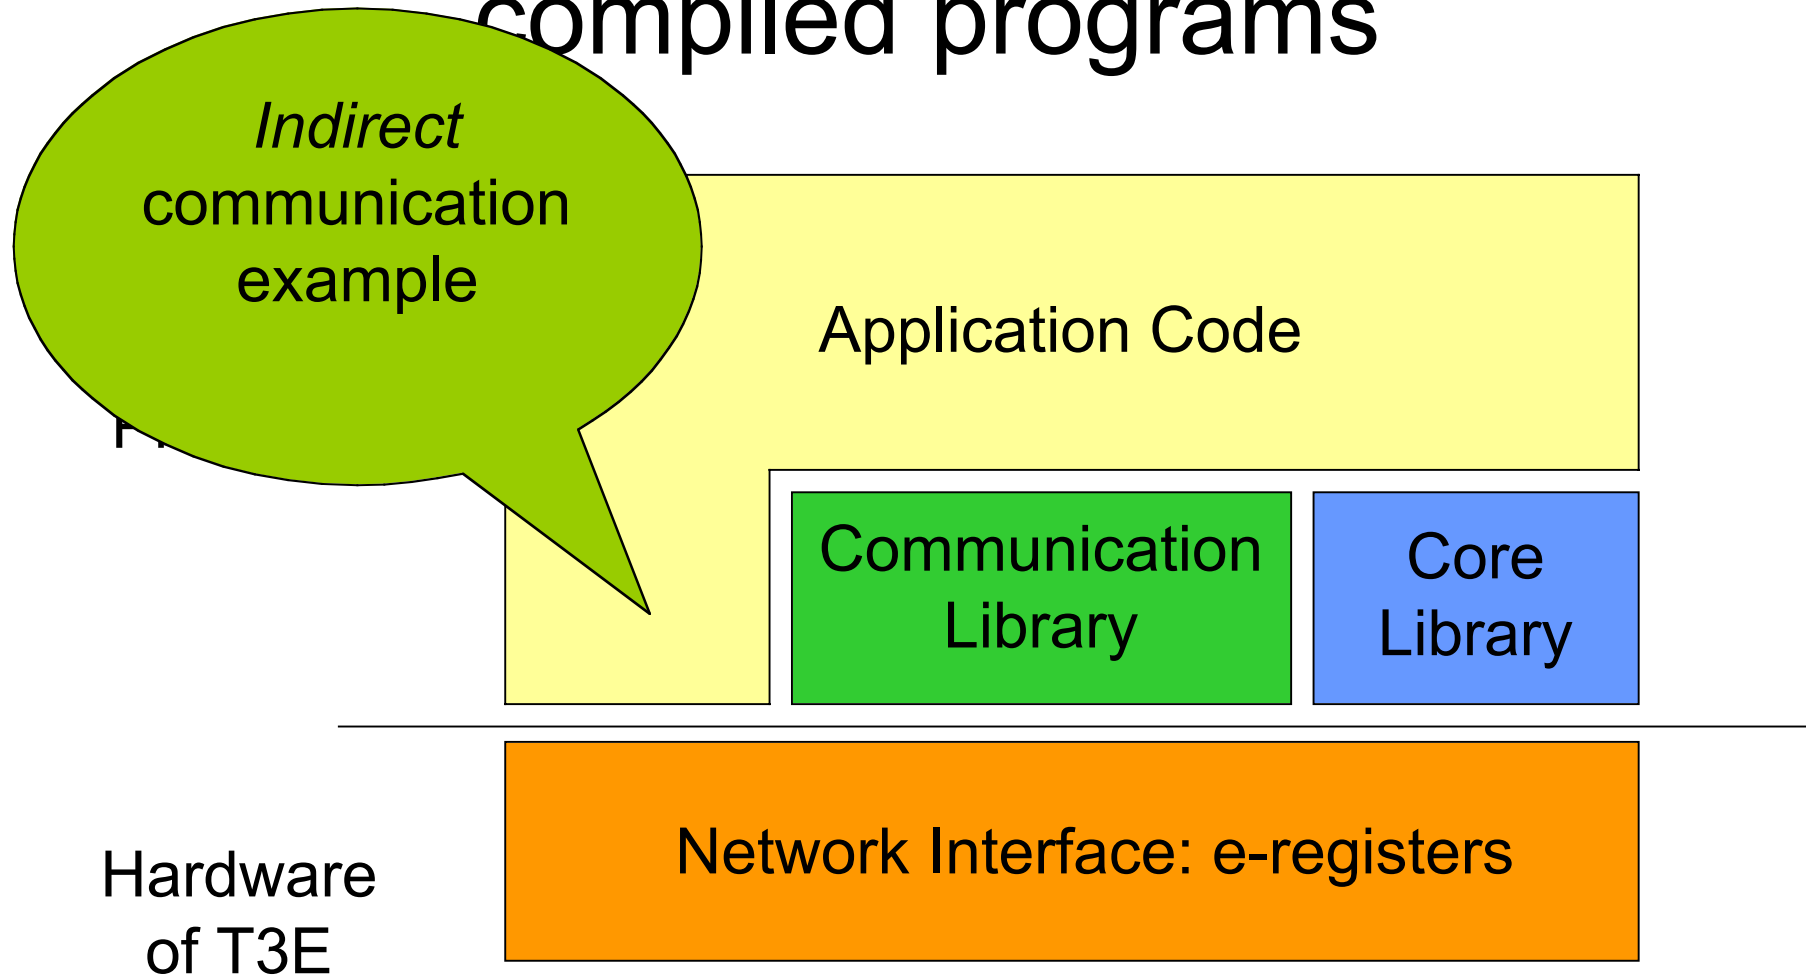 compiled programs
Indirect
communication
example
Application Code
Communication
Library
Core
Library
Network Interface: e-registers
Hardware
of T3E